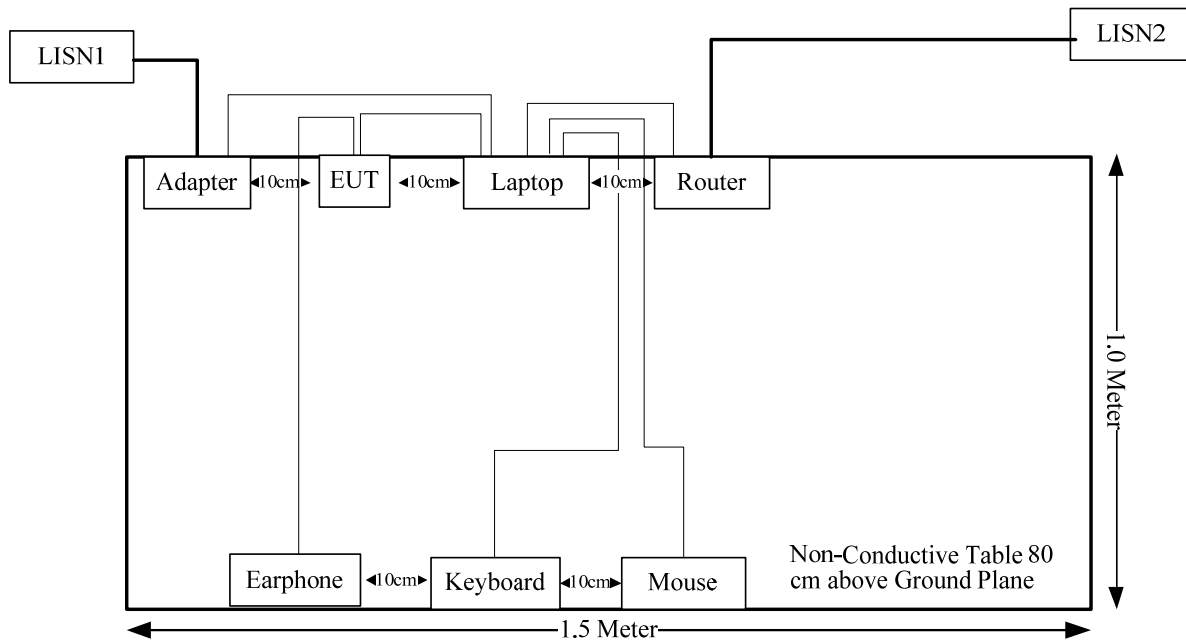 LISN1
LISN2
Adapter
10cm
EUT
10cm
Laptop
10cm
Router
1.0 Meter
Earphone
10cm
Keyboard
10cm
Mouse
Non-Conductive Table 80
cm above Ground Plane
1.5 Meter